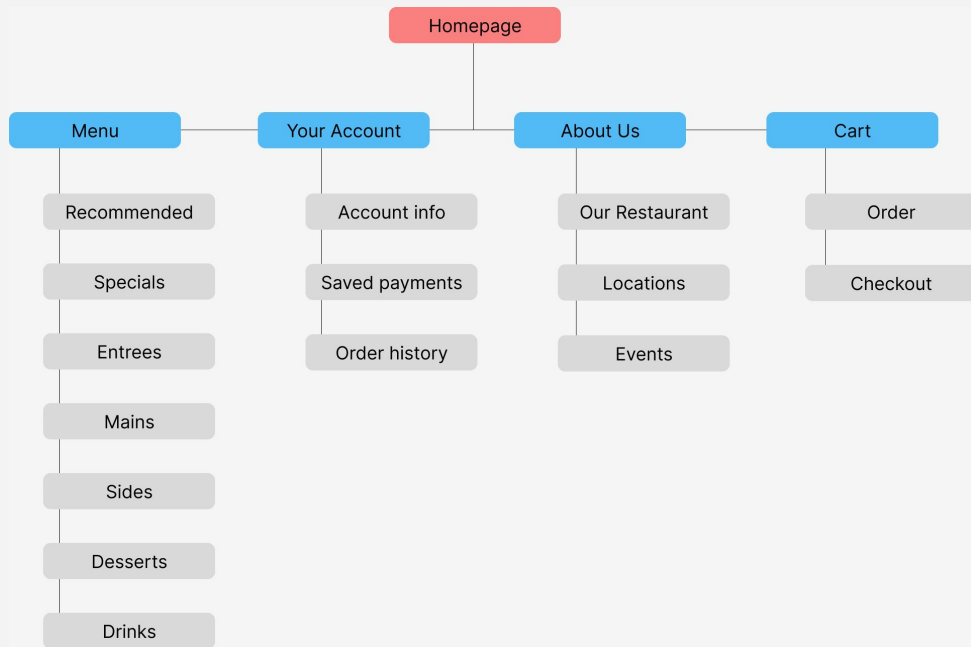 Homepage
Menu
Your Account
About Us
Cart
Recommended
Specials
Entrees
Mains
Sides
Desserts
Drinks
Account info
Saved payments
Order history
Our Restaurant
Locations
Events
Order
Checkout